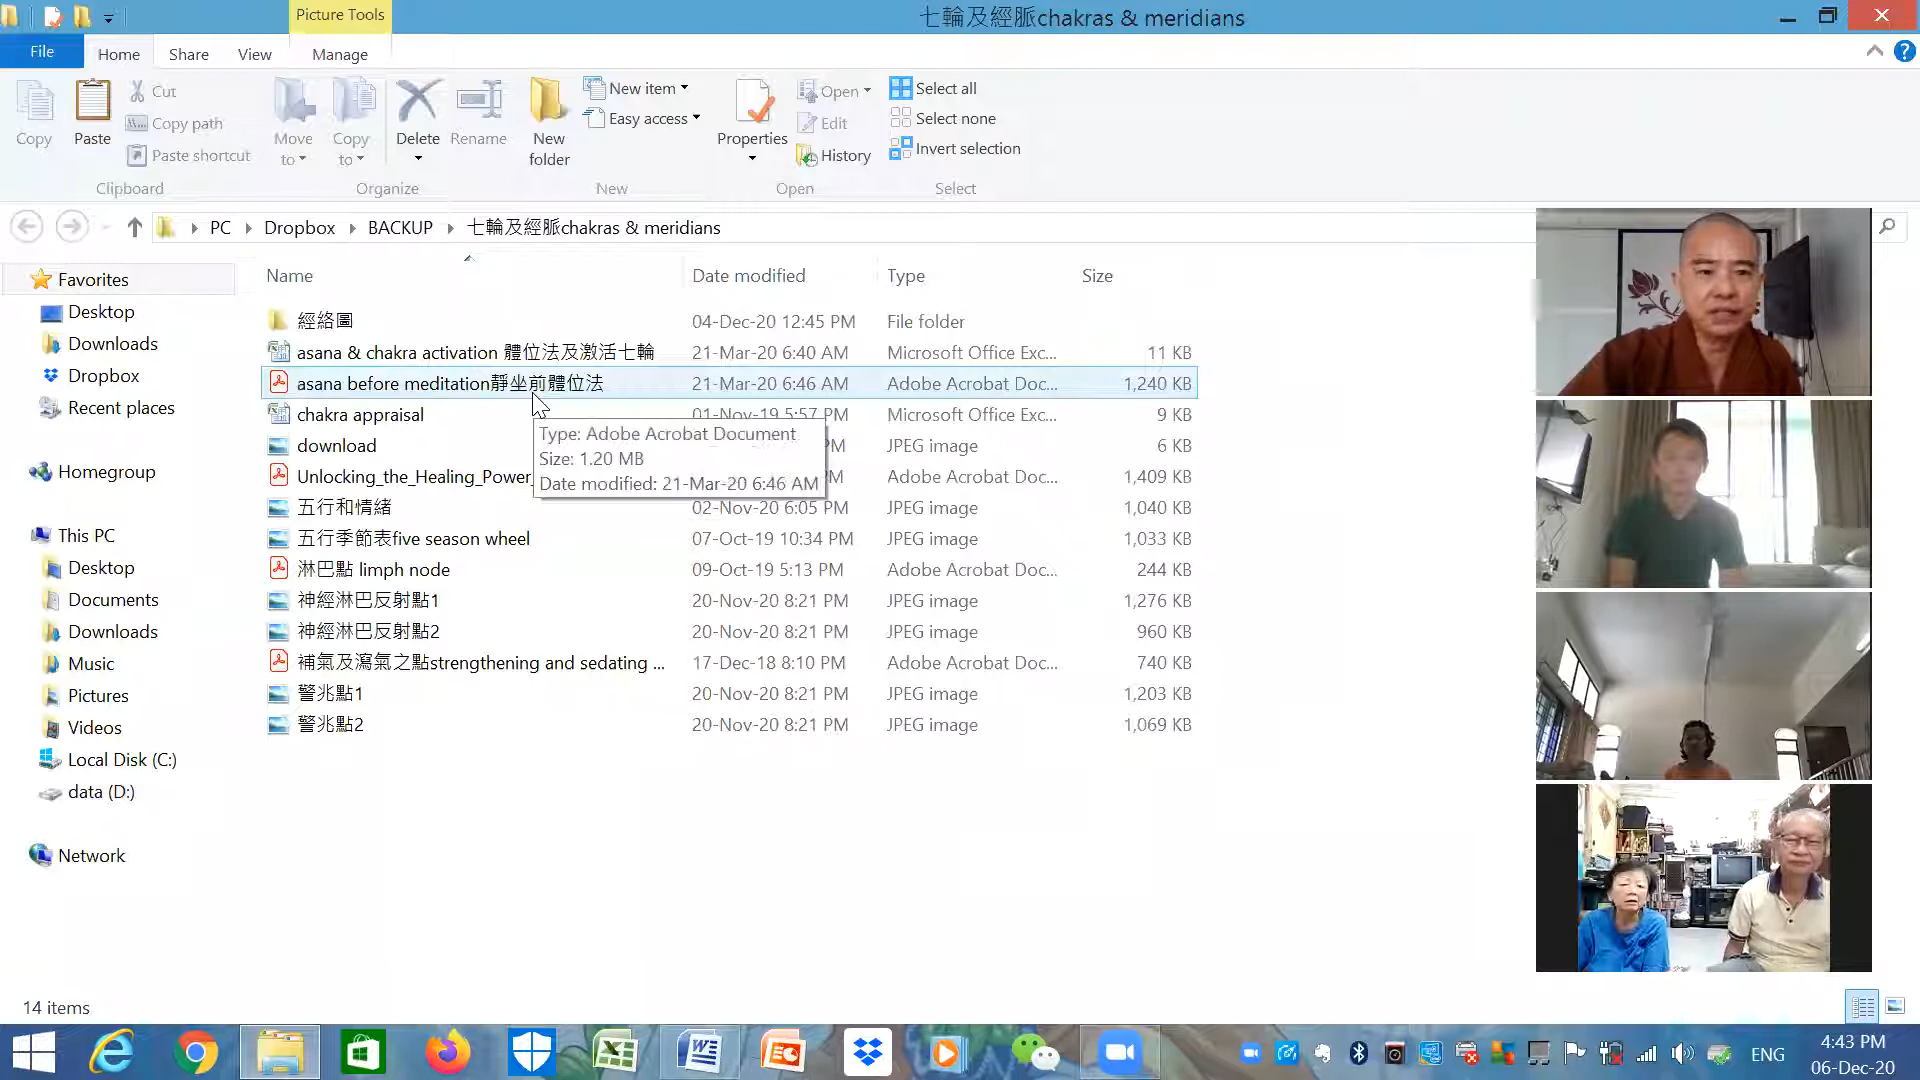 Picture Tools
七輪及經脈chakras & meridians
File Home Share View Manage
Copy
Paste
Cut
Copy path
Paste shortcut
Clipboard
Move to
Copy to
Delete
Rename
Organize
New folder
New item
Easy access
New
Properties
Open
Edit
History
Open
Select all
Select none
Invert selection
Select
PC Dropbox BACKUP 七輪及經脈chakras & meridians
Favorites
Desktop
Downloads
Dropbox
Recent places
Homegroup
This PC
Desktop
Documents
Downloads
Music
Pictures
Videos
Local Disk (C:)
data (D:)
Network
Name Date modified Type Size
經絡圖 04-Dec-20 12:45 PM File folder
asana & chakra activation 體位法及激活七輪 21-Mar-20 6:40 AM Microsoft Office Exc... 11 KB
asana before meditation靜坐前體位法 21-Mar-20 6:46 AM Adobe Acrobat Doc... 1,240 KB
chakra appraisal 01-Nov-19 5:57 PM Microsoft Office Exc... 9 KB
Type: Adobe Acrobat Document
Size: 1.20 MB
Date modified: 21-Mar-20 6:46 AM
download JPEG image 6 KB
Unlocking_the_Healing_Power_ Adobe Acrobat Doc... 1,409 KB
五行和情緒 02-Nov-20 6:05 PM JPEG image 1,040 KB
五行季節表five season wheel 07-Oct-19 10:34 PM JPEG image 1,033 KB
淋巴點 limph node 09-Oct-19 5:13 PM Adobe Acrobat Doc... 244 KB
神經淋巴反射點1 20-Nov-20 8:21 PM JPEG image 1,276 KB
神經淋巴反射點2 20-Nov-20 8:21 PM JPEG image 960 KB
補氣及瀉氣之點strengthening and sedating ... 17-Dec-18 8:10 PM Adobe Acrobat Doc... 740 KB
警兆點1 20-Nov-20 8:21 PM JPEG image 1,203 KB
警兆點2 20-Nov-20 8:21 PM JPEG image 1,069 KB
14 items
ENG
4:43 PM
06-Dec-20